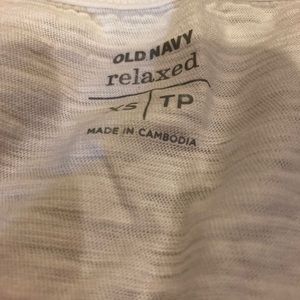 OLD NAVY
relaxed
XS | TP
MADE IN CAMBODIA